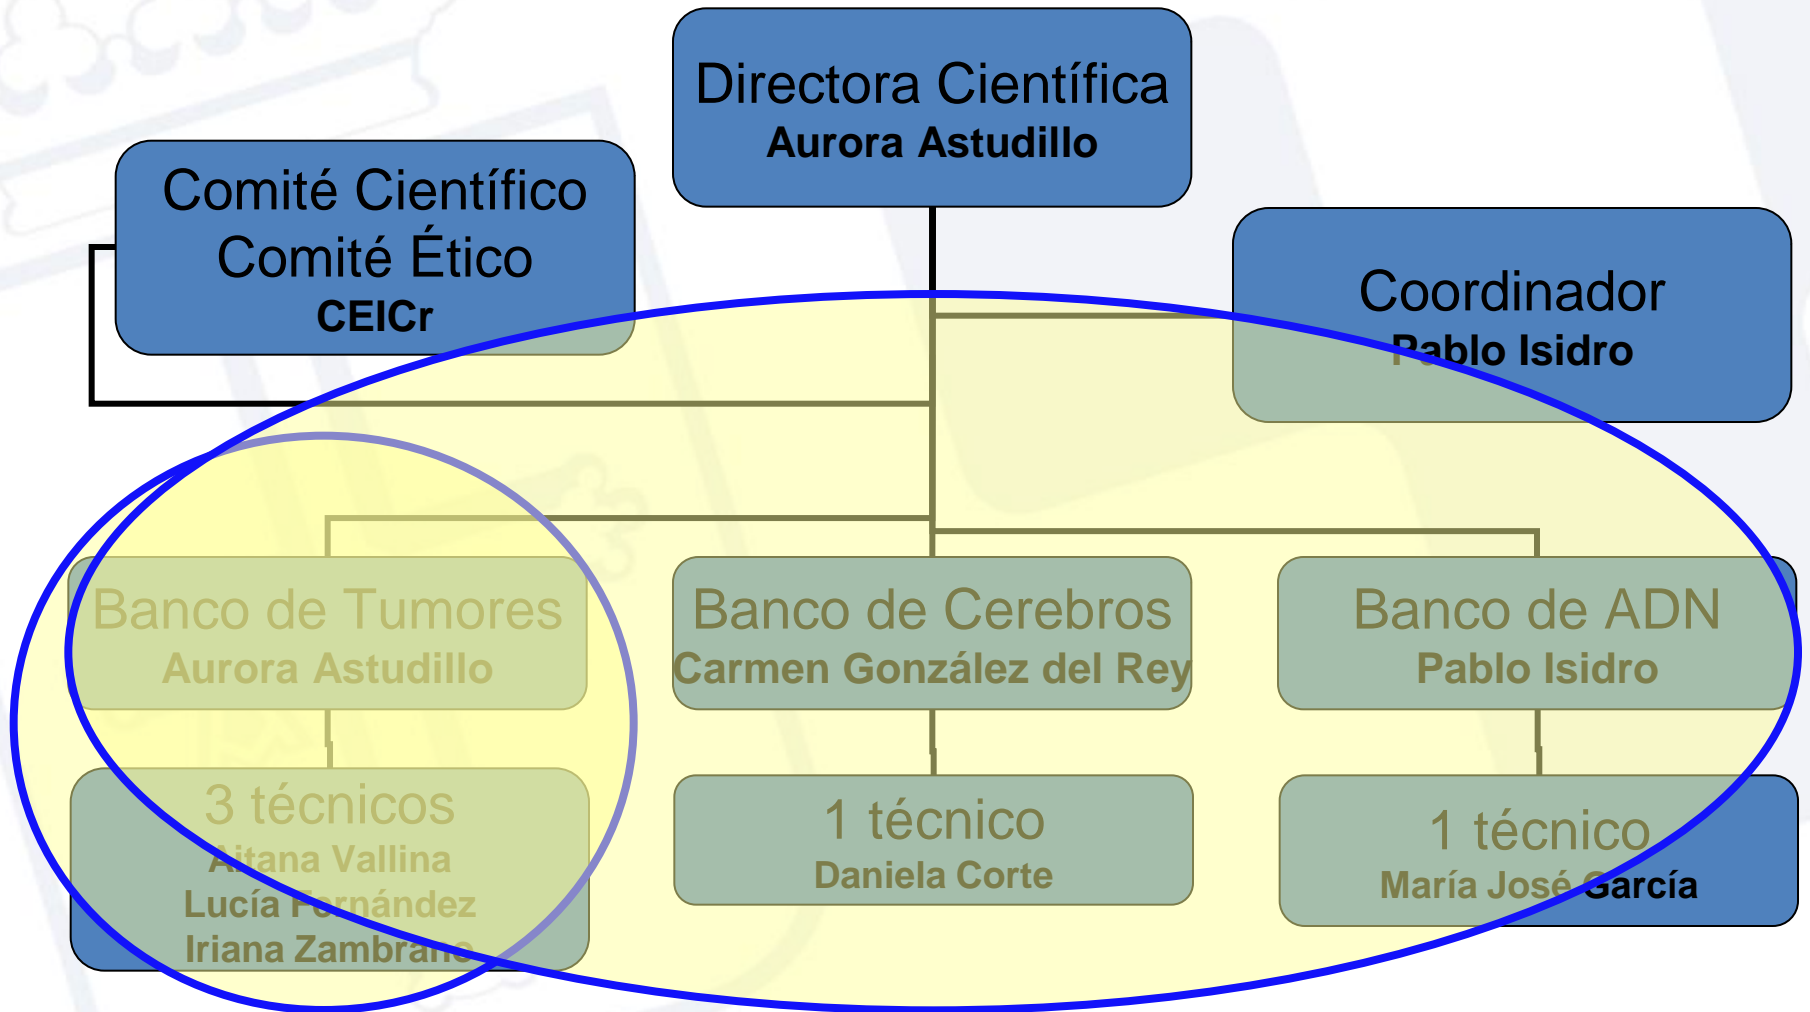 Directora Científica
Aurora Astudillo
Comité Científico
Comité Ético
CEICr
Coordinador
Pablo Isidro
Banco de Tumores
Aurora Astudillo
Banco de Cerebros
Carmen González del Rey
Banco de ADN
Pablo Isidro
3 técnicos
Aitana Vallina
Lucía Fernández
Iriana Zambrano
1 técnico
Daniela Corte
1 técnico
María José García